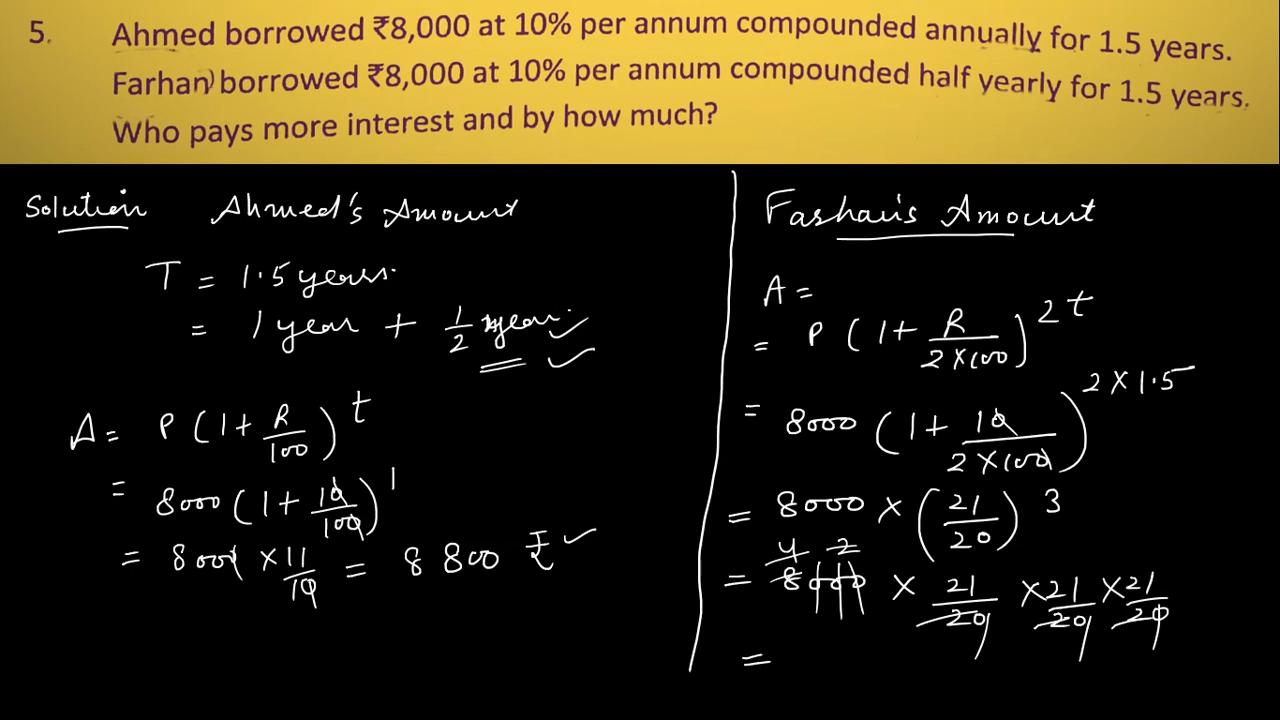 5. Ahmed borrowed ₹8,000 at 10% per annum compounded annually for 1.5 years.
Farhan borrowed ₹8,000 at 10% per annum compounded half yearly for 1.5 years.
Who pays more interest and by how much?
Solution Ahmed's Amount
T = 1.5 years.
= 1 year + 1/2 year.
A = P (1 + R/100)^t
= 8000 (1 + 10/100)^1
= 8000 × 11/10 = 8800 ₹
Farhan's Amount
A =
= P (1 + R/2×100)^2t
= 8000 (1 + 10/2×100)^2×1.5
= 8000 × (21/20)^3
4 2
= 8000 × 21/20 × 21/20 × 21/20
=